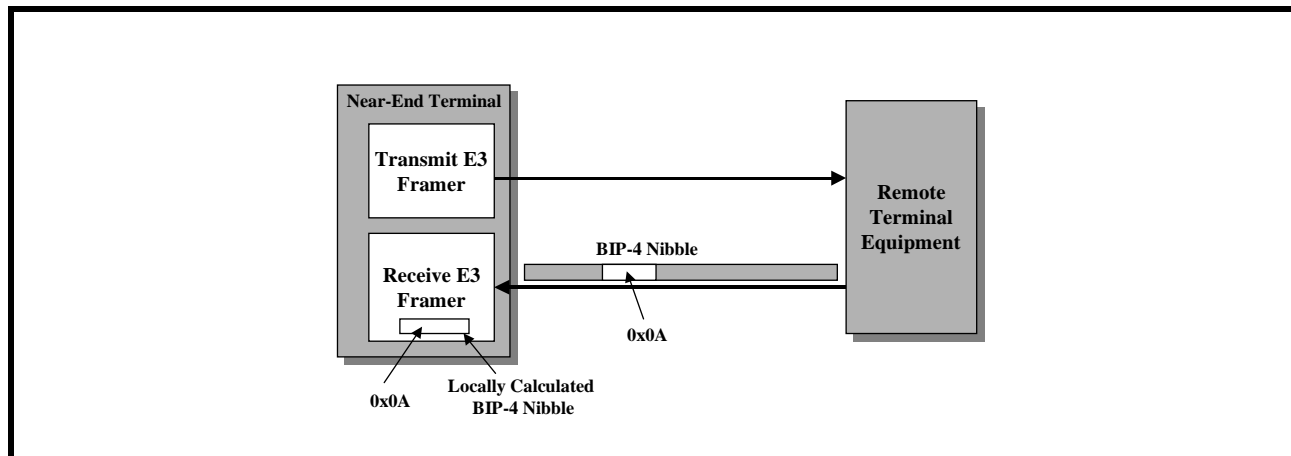 Near-End Terminal
Transmit E3
Framer
Receive E3
Framer
BIP-4 Nibble
0x0A
Remote
Terminal
Equipment
0x0A
Locally Calculated
BIP-4 Nibble